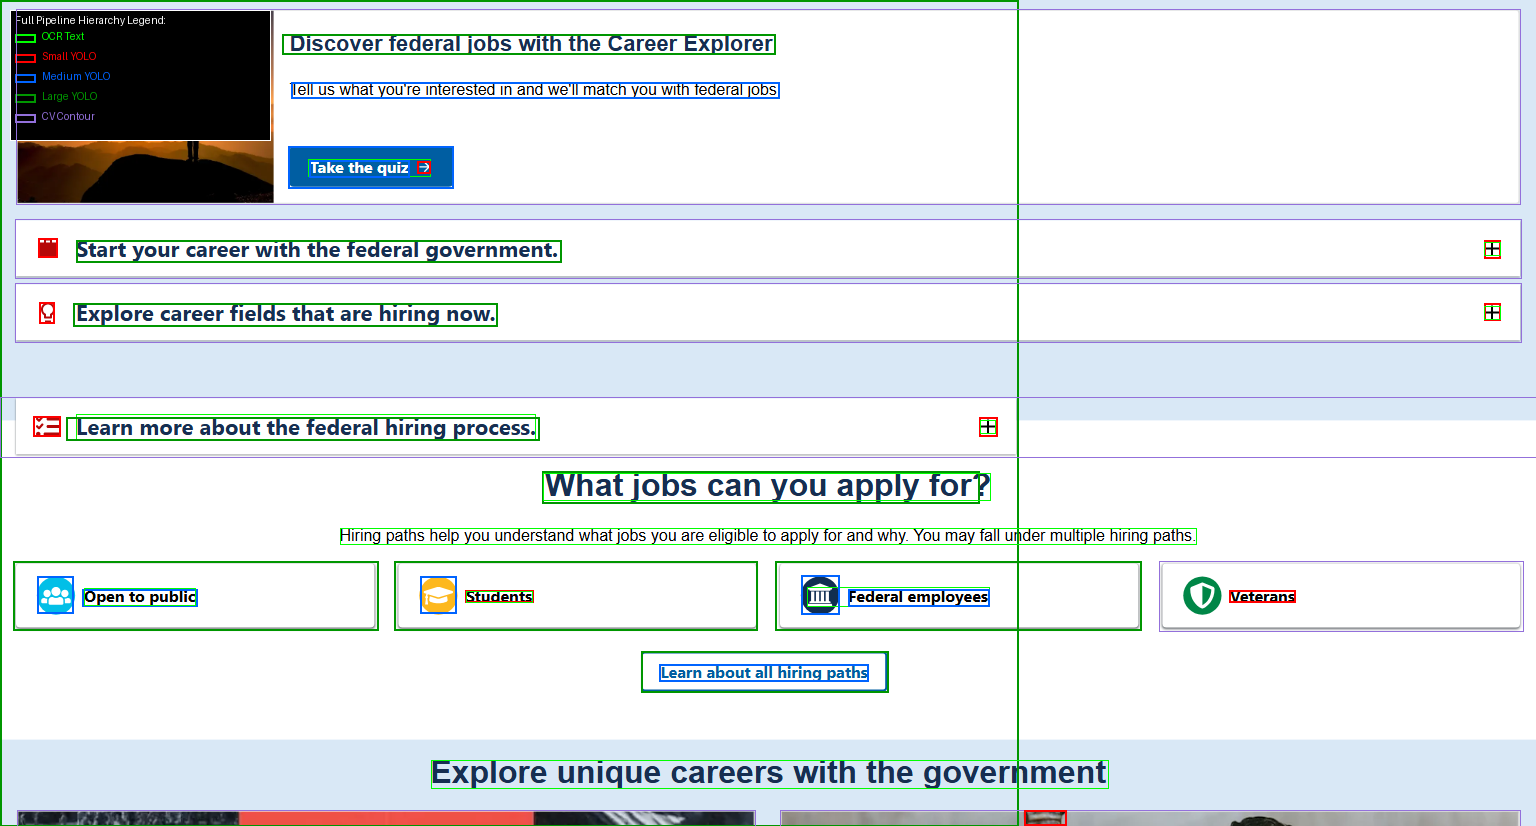 Full Pipeline Hierarchy Legend:
OCR Text
Small YOLO
Medium YOLO
Large YOLO
CV Contour
Discover federal jobs with the Career Explorer
Tell us what you're interested in and we'll match you with federal jobs
Take the quiz
Start your career with the federal government.
Explore career fields that are hiring now.
Learn more about the federal hiring process.
What jobs can you apply for?
Hiring paths help you understand what jobs you are eligible to apply for and why. You may fall under multiple hiring paths.
Open to public
Students
Federal employees
Veterans
Learn about all hiring paths
Explore unique careers with the government